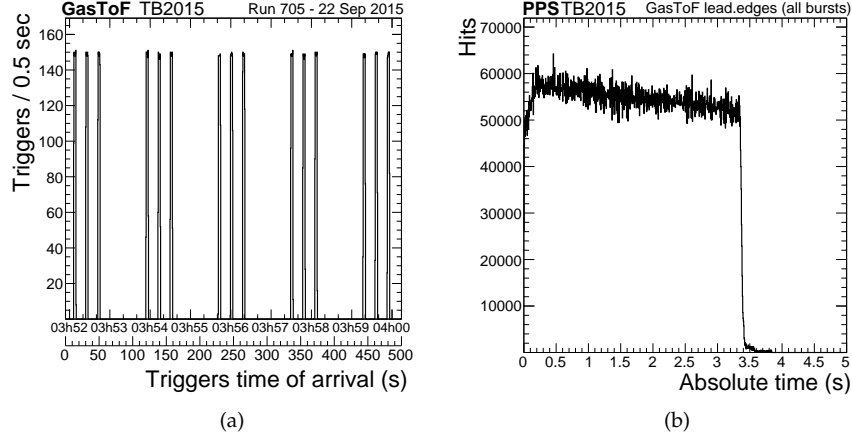 GasToF TB2015 Run 705 - 22 Sep 2015
Triggers / 0.5 sec
160
140
120
100
80
60
40
20
03h52 03h53 03h54 03h55 03h56 03h57 03h58 03h59 04h00
0 50 100 150 200 250 300 350 400 450 500
Triggers time of arrival (s)
(a)
PPS TB2015 GasToF lead.edges (all bursts)
Hits
70000
60000
50000
40000
30000
20000
10000
0 0.5 1 1.5 2 2.5 3 3.5 4 4.5 5
Absolute time (s)
(b)